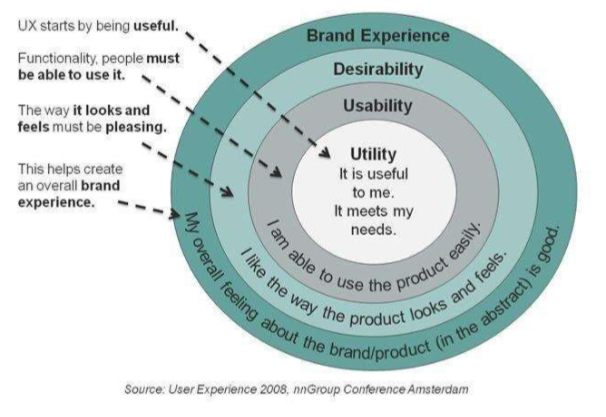 UX starts by being useful.
Functionality, people must
be able to use it.
The way it looks and
feels must be pleasing.
This helps create
an overall brand
experience.
Brand Experience
Desirability
Usability
Utility
It is useful
to me.
It meets my
needs.
I am able to use the product easily.
I like the way the product looks and feels.
My overall feeling about the brand/product (in the abstract) is good.
Source: User Experience 2008, nnGroup Conference Amsterdam